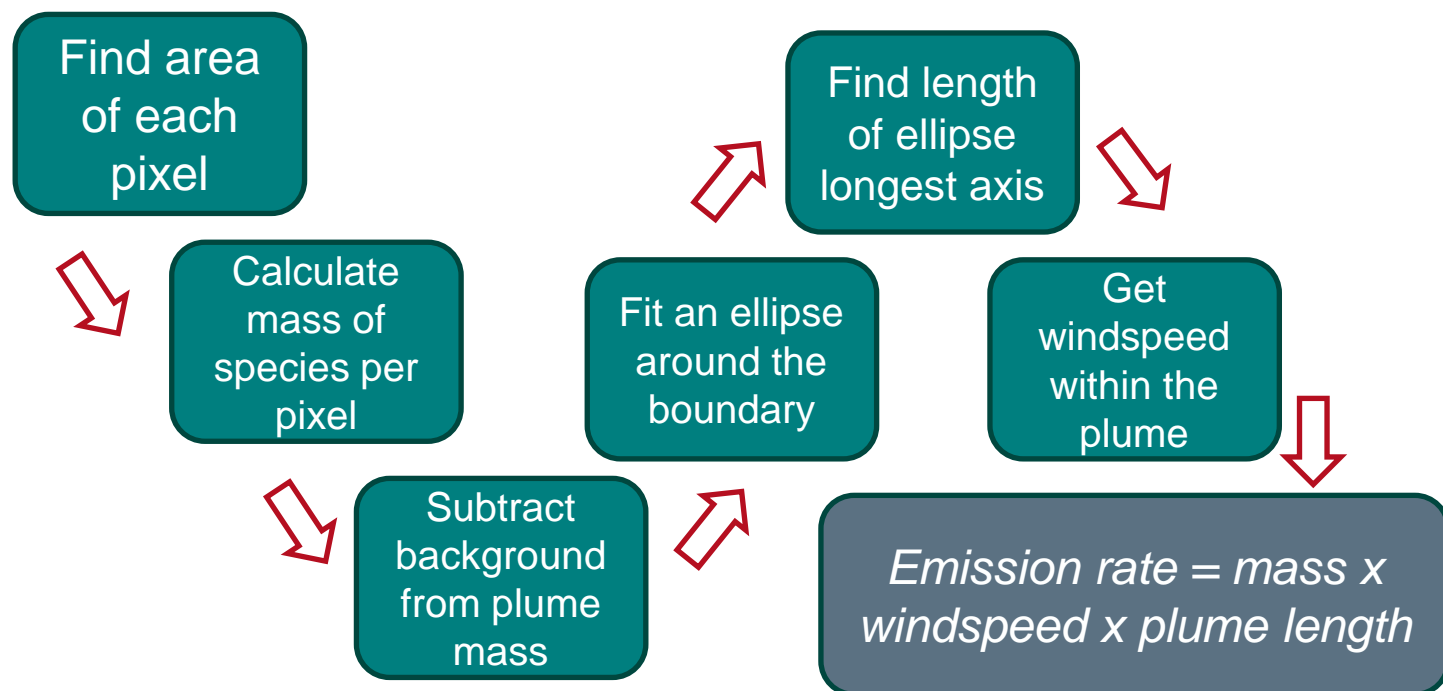 Find area
of each
pixel
Calculate
mass of
species per
pixel
Subtract
background
from plume
mass
Fit an ellipse
around the
boundary
Find length
of ellipse
longest axis
Get
windspeed
within the
plume
Emission rate = mass x
windspeed x plume length